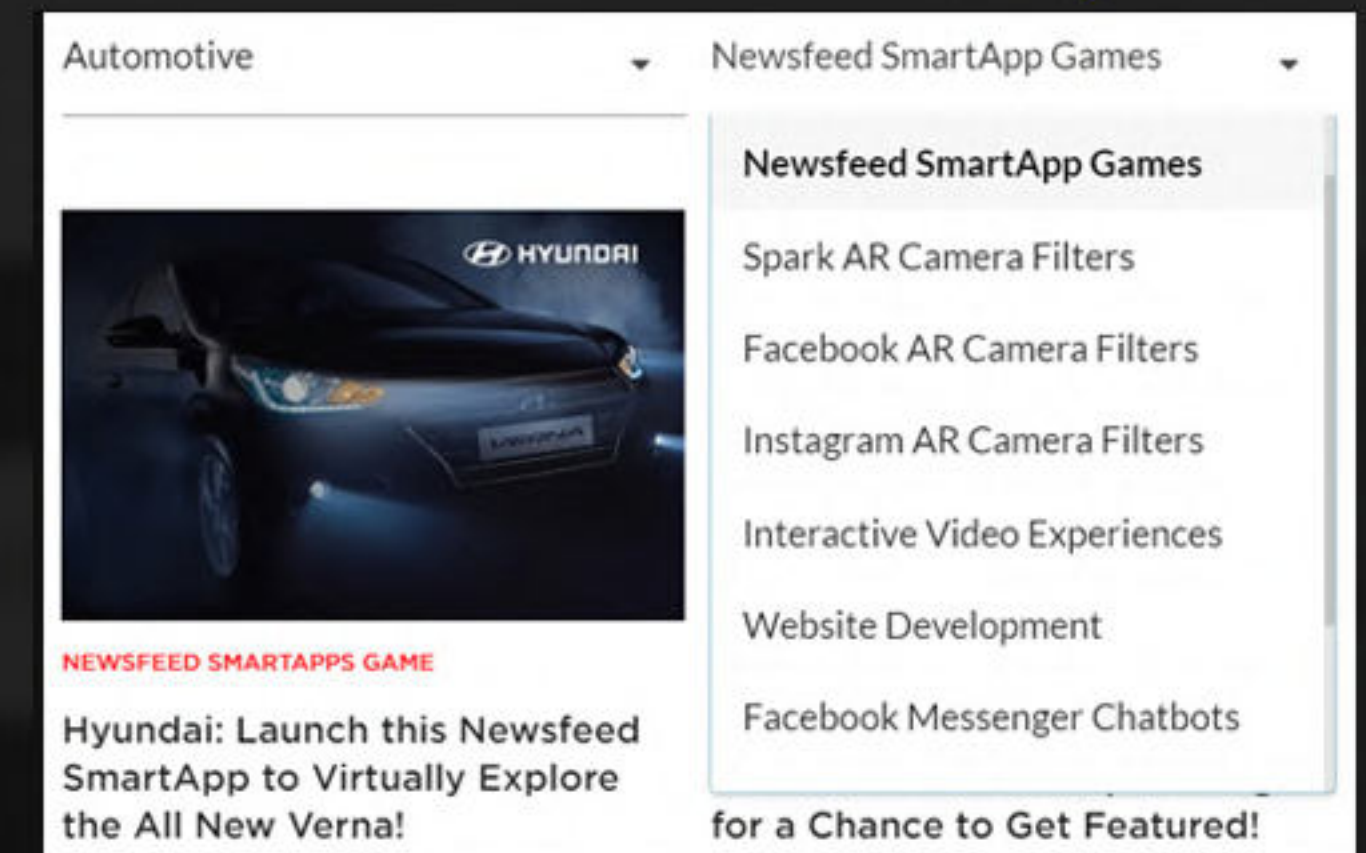 Automotive
Newsfeed SmartApp Games
Newsfeed SmartApp Games
Spark AR Camera Filters
Facebook AR Camera Filters
Instagram AR Camera Filters
Interactive Video Experiences
Website Development
Facebook Messenger Chatbots
HYUNDAI
VERNA
NEWSFEED SMARTAPPS GAME
Hyundai: Launch this Newsfeed
SmartApp to Virtually Explore
the All New Verna!
for a Chance to Get Featured!